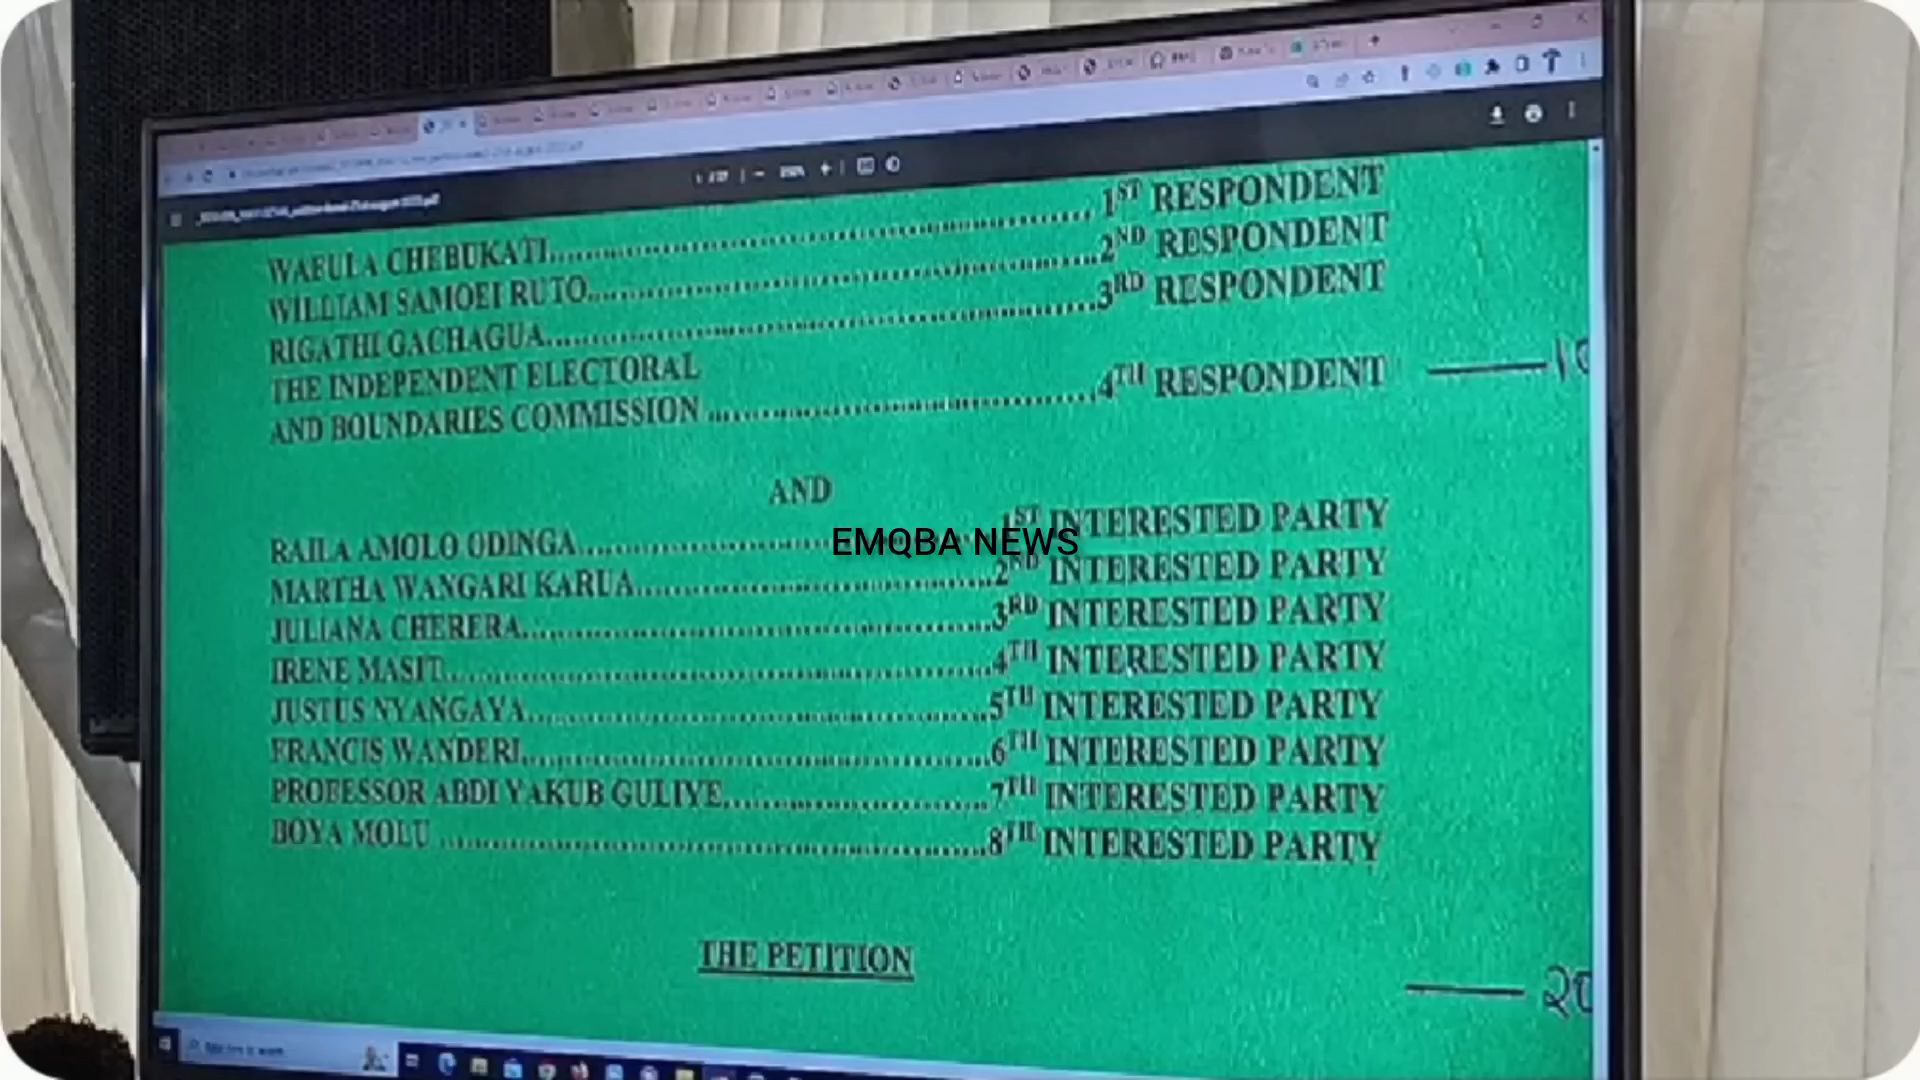 WAFULA CHEBUKATI.......................................................1ST RESPONDENT
WILLIAM SAMOEI RUTO...................................................2ND RESPONDENT
RIGATHI GACHAGUA.......................................................3RD RESPONDENT
THE INDEPENDENT ELECTORAL
AND BOUNDARIES COMMISSION .......................................4TH RESPONDENT
10
AND
RAILA AMOLO ODINGA.......................................1ST INTERESTED PARTY
EMQBA NEWS
MARTHA WANGARI KARUA...................................2ND INTERESTED PARTY
JULIANA CHERERA.............................................3RD INTERESTED PARTY
IRENE MASIT.....................................................4TH INTERESTED PARTY
JUSTUS NYANGAYA.............................................5TH INTERESTED PARTY
FRANCIS WANDERI.............................................6TH INTERESTED PARTY
PROFESSOR ABDI YAKUB GULIYE..........................7TH INTERESTED PARTY
BOYA MOLU .....................................................8TH INTERESTED PARTY
THE PETITION
20